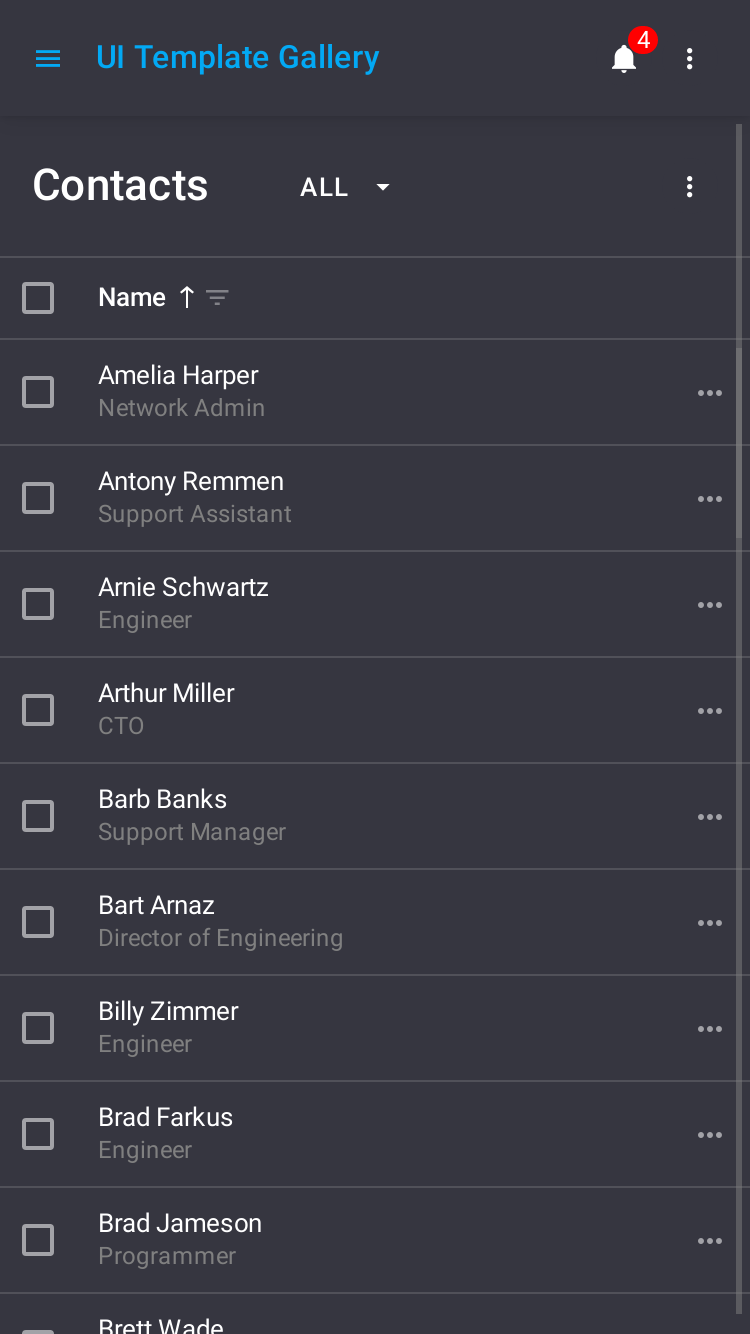 UI Template Gallery
4
Contacts
ALL
Name
Amelia Harper
Network Admin
Antony Remmen
Support Assistant
Arnie Schwartz
Engineer
Arthur Miller
CTO
Barb Banks
Support Manager
Bart Arnaz
Director of Engineering
Billy Zimmer
Engineer
Brad Farkus
Engineer
Brad Jameson
Programmer
Brett Wade